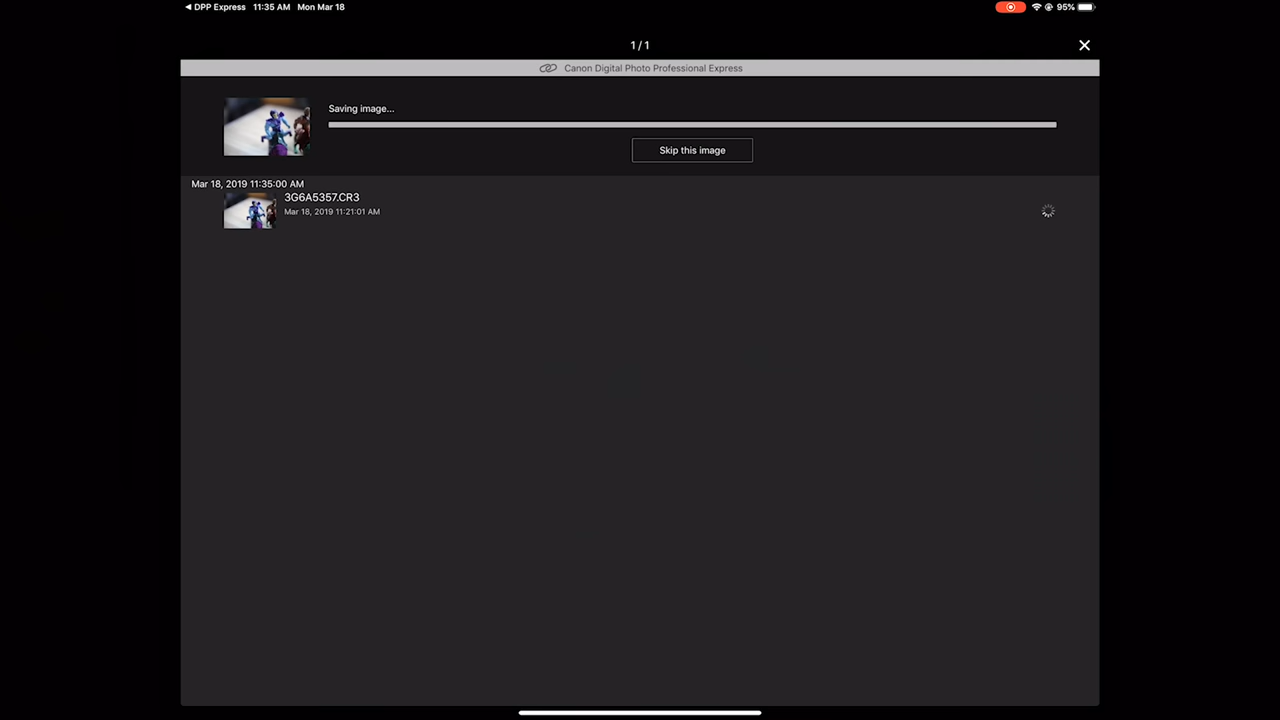 DPP Express 11:35 AM Mon Mar 18 95%
1 / 1
Canon Digital Photo Professional Express
Saving image...
Skip this image
Mar 18, 2019 11:35:00 AM
3G6A5357.CR3
Mar 18, 2019 11:21:01 AM